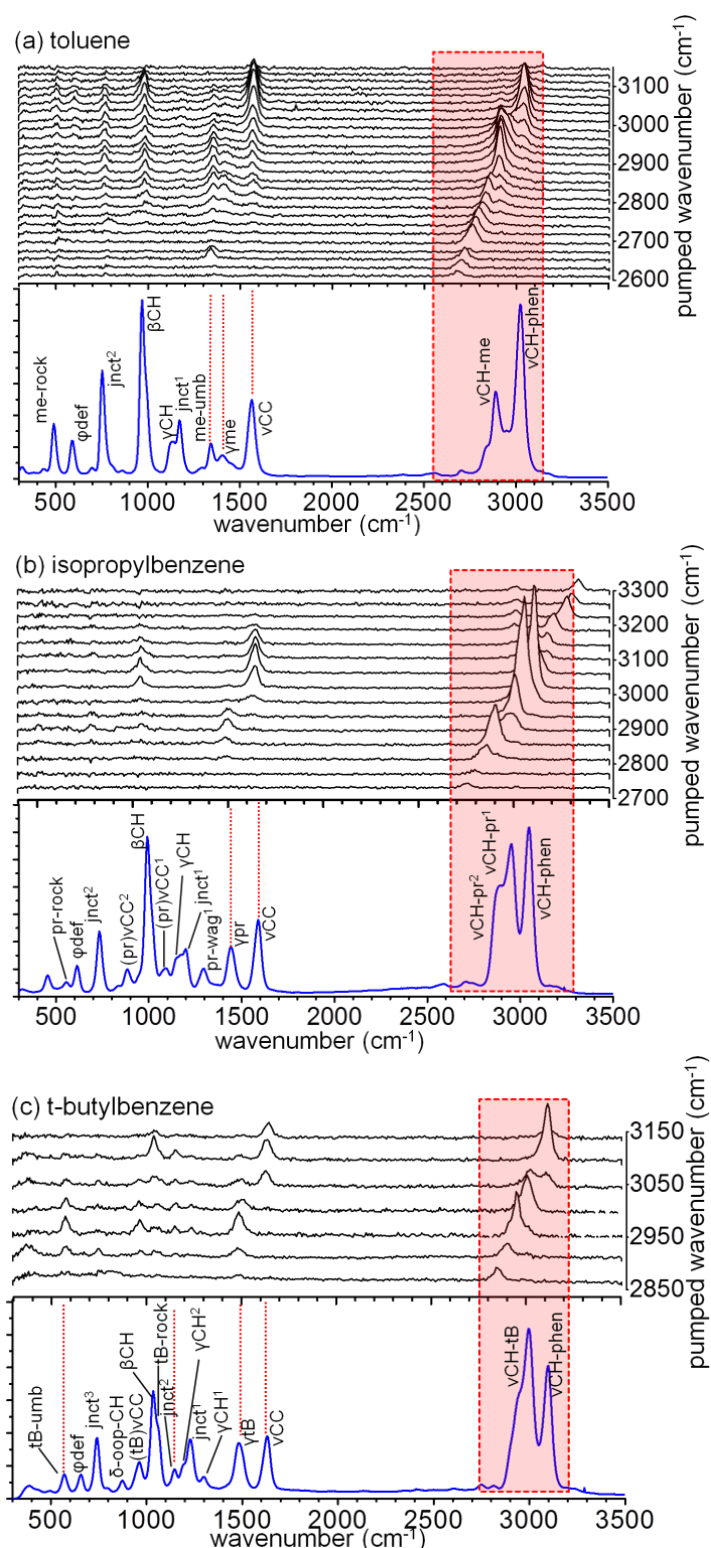 (a) toluene
3100
3000
2900
2800
2700
2600
pumped wavenumber (cm-1)
me-rock
φdef
jnct2
βCH
γCH
jnct1
me-umb
γme
νCC
νCH-me
νCH-phen
500 1000 1500 2000 2500 3000 3500
wavenumber (cm-1)
(b) isopropylbenzene
3300
3200
3100
3000
2900
2800
2700
pumped wavenumber (cm-1)
pr-rock
φdef
jnct2
(pr)νCC2
βCH
(pr)νCC1
γCH
jnct1
pr-wag1
γpr
νCC
νCH-pr2
νCH-pr1
νCH-phen
500 1000 1500 2000 2500 3000 3500
wavenumber (cm-1)
(c) t-butylbenzene
3150
3050
2950
2850
pumped wavenumber (cm-1)
tB-umb
φdef
jnct3
δ-oop-CH
(tB)νCC
βCH
tB-rock
jnct2
γCH2
jnct1
γCH1
γtB
νCC
νCH-tB
νCH-phen
500 1000 1500 2000 2500 3000 3500
wavenumber (cm-1)